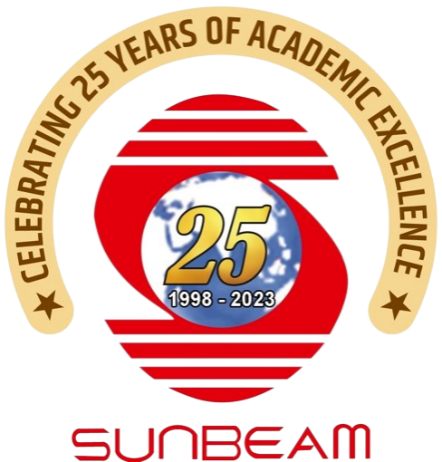 CELEBRATING 25 YEARS OF ACADEMIC EXCELLENCE
25
1998 - 2023
SUNBEAM